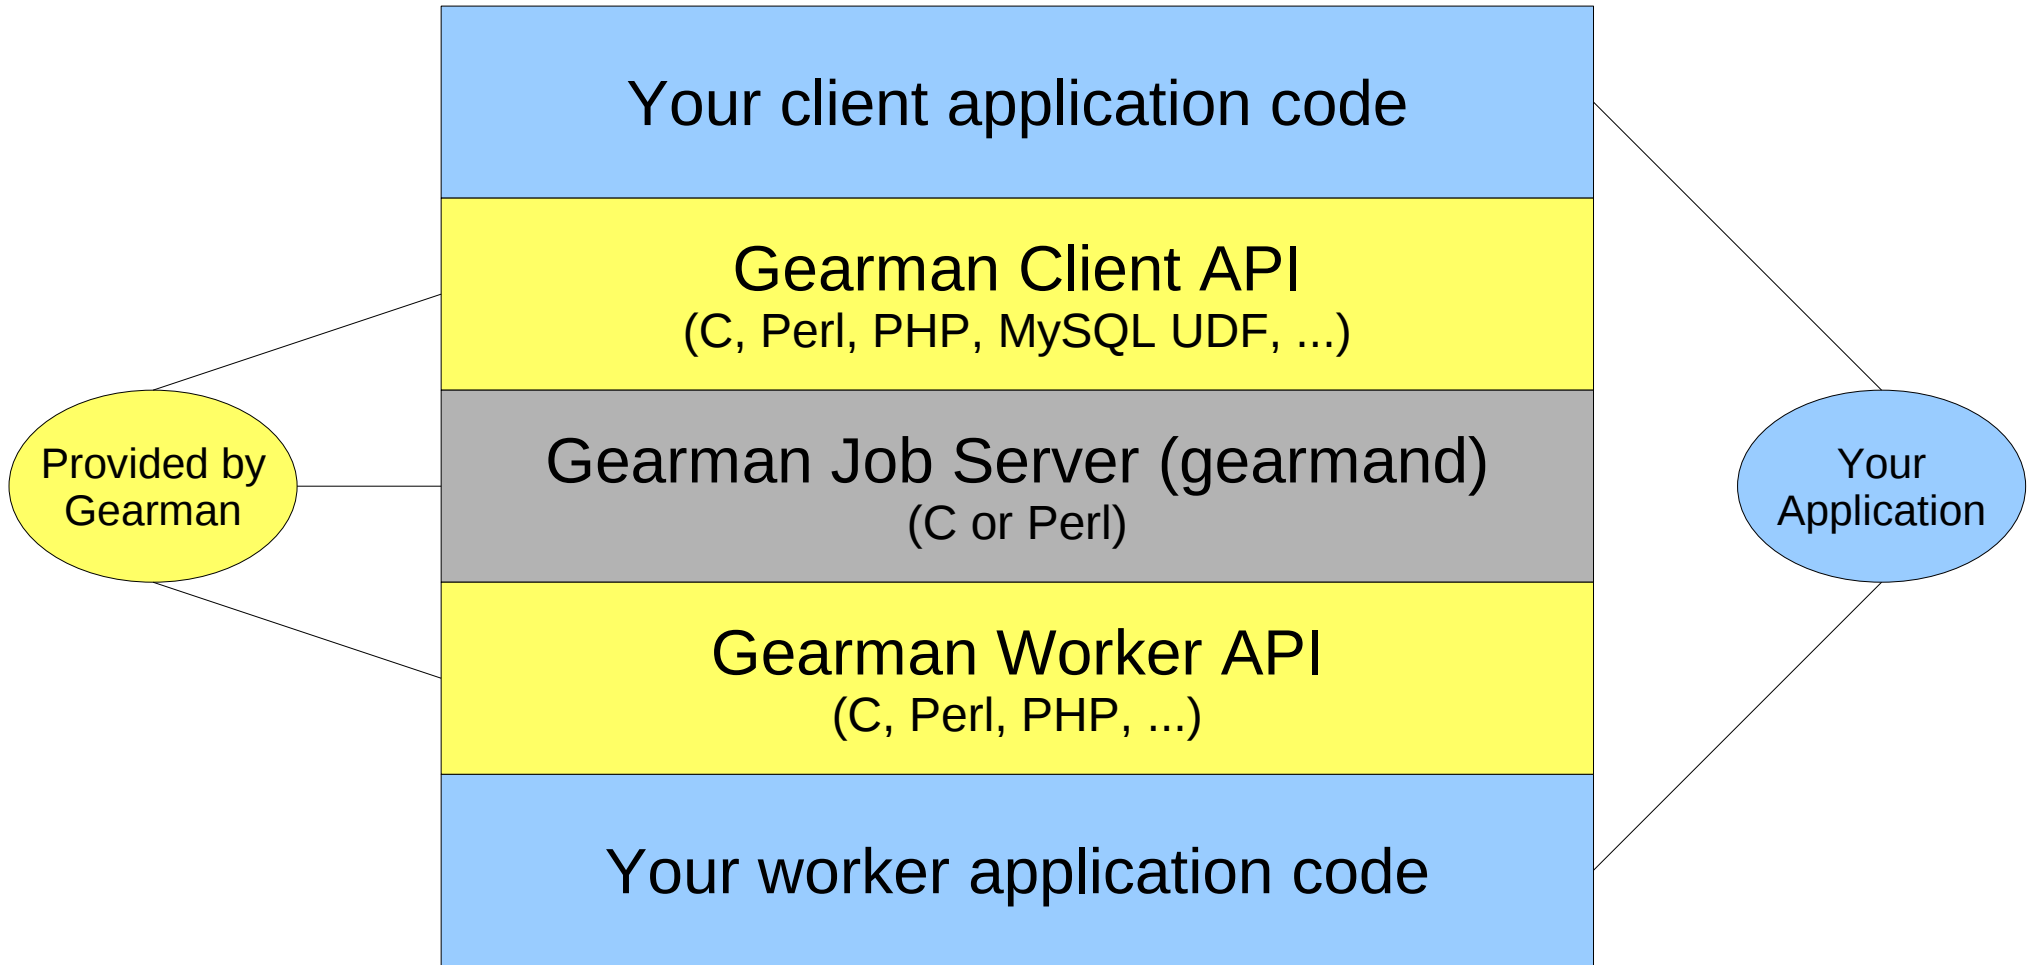 Your client application code
Gearman Client API
(C, Perl, PHP, MySQL UDF, ...)
Provided by
Gearman
Gearman Job Server (gearmand)
(C or Perl)
Your
Application
Gearman Worker API
(C, Perl, PHP, ...)
Your worker application code